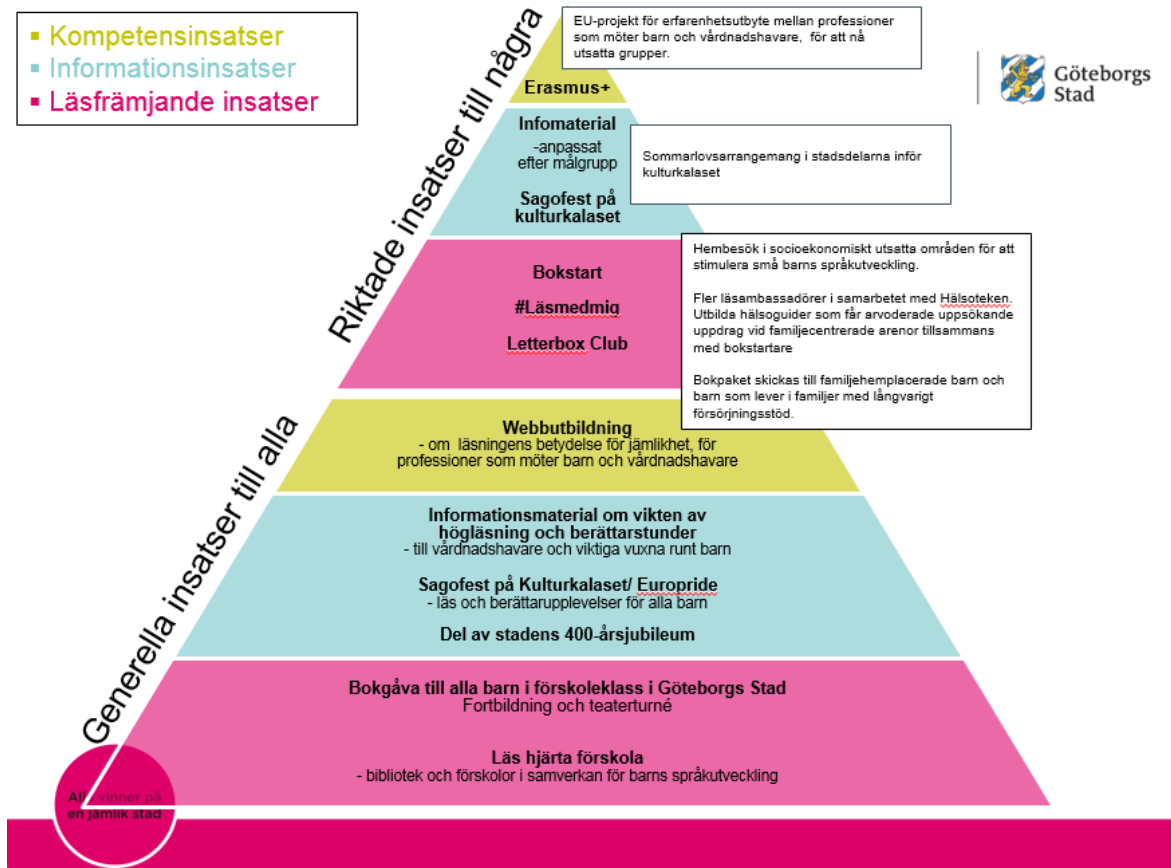 ▪ Kompetensinsatser
▪ Informationsinsatser
▪ Läsfrämjande insatser
Göteborgs
Stad
Riktade insatser till några
Generella insatser till alla
EU-projekt för erfarenhetsutbyte mellan professioner
som möter barn och vårdnadshavare, för att nå
utsatta grupper.
Erasmus+
Infomaterial
-anpassat
efter målgrupp
Sagofest på
kulturkalaset
Sommarlovsarrangemang i stadsdelarna inför
kulturkalaset
Bokstart
#Läsmedmig
Letterbox Club
Hembesök i socioekonomiskt utsatta områden för att
stimulera små barns språkutveckling.
Fler läsambassadörer i samarbetet med Hälsoteken.
Utbilda hälsoguider som får arvoderade uppsökande
uppdrag vid familjecentrerade arenor tillsammans
med bokstartare
Bokpaket skickas till familjehemplacerade barn och
barn som lever i familjer med långvarigt
försörjningsstöd.
Webbutbildning
- om läsningens betydelse för jämlikhet, för
professioner som möter barn och vårdnadshavare
Informationsmaterial om vikten av
högläsning och berättarstunder
- till vårdnadshavare och viktiga vuxna runt barn
Sagofest på Kulturkalaset/ Europride
- läs och berättarupplevelser för alla barn
Del av stadens 400-årsjubileum
Bokgåva till alla barn i förskoleklass i Göteborgs Stad
Fortbildning och teaterturné
Läs hjärta förskola
- bibliotek och förskolor i samverkan för barns språkutveckling
Alla vinner på
en jämlik stad